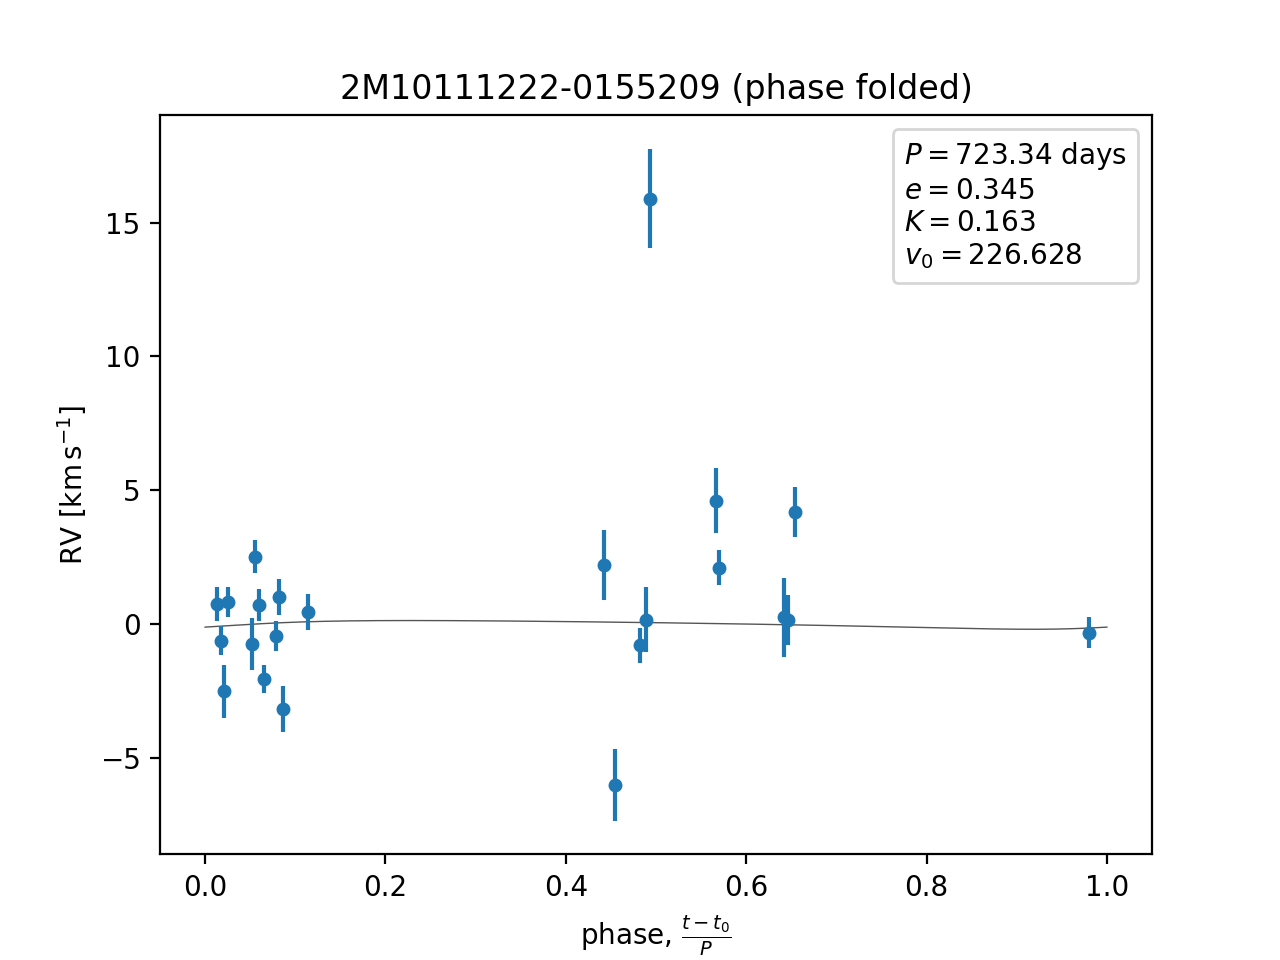 2M10111222-0155209 (phase folded)
P = 723.34 days
e = 0.345
K = 0.163
v₀ = 226.628
15
10
5
0
−5
RV [km s⁻¹]
0.0 0.2 0.4 0.6 0.8 1.0
phase, (t − t₀)/P